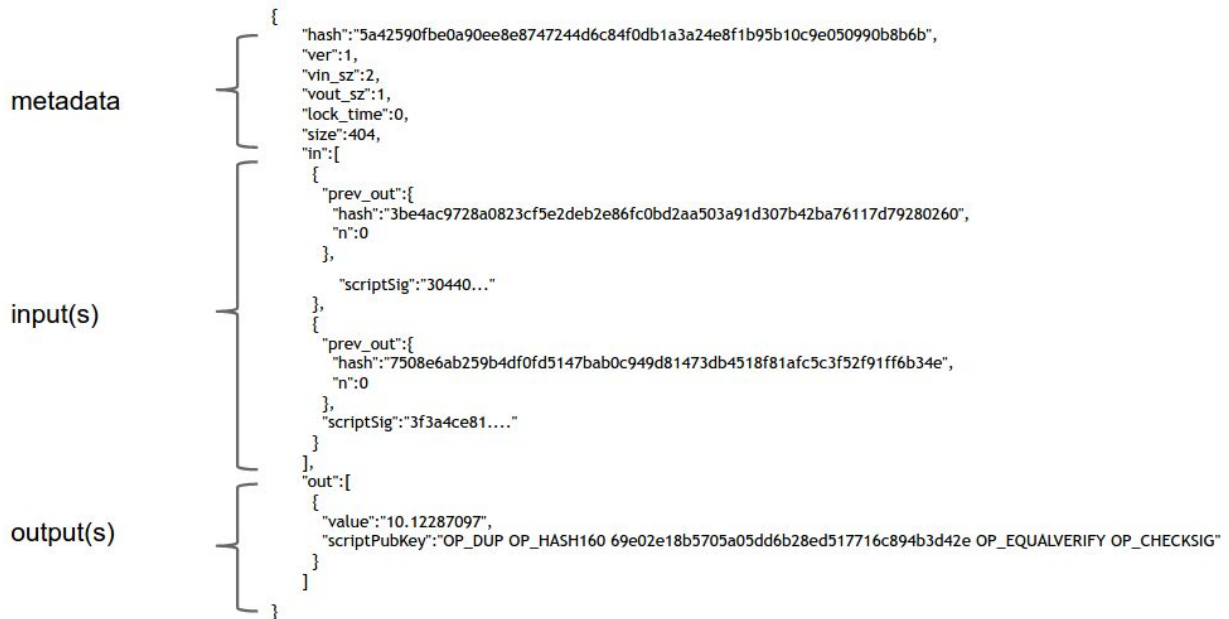 {
"hash":"5a42590fbe0a90ee8e8747244d6c84f0db1a3a24e8f1b95b10c9e050990b8b6b",
"ver":1,
"vin_sz":2,
metadata
"vout_sz":1,
"lock_time":0,
"size":404,
"in":[
{
"prev_out":{
"hash":"3be4ac9728a0823cf5e2deb2e86fc0bd2aa503a91d307b42ba76117d79280260",
"n":0
},
"scriptSig":"30440..."
input(s)
},
{
"prev_out":{
"hash":"7508e6ab259b4df0fd5147bab0c949d81473db4518f81afc5c3f52f91ff6b34e",
"n":0
},
"scriptSig":"3f3a4ce81...."
}
],
"out":[
{
"value":"10.12287097",
output(s)
"scriptPubKey":"OP_DUP OP_HASH160 69e02e18b5705a05dd6b28ed517716c894b3d42e OP_EQUALVERIFY OP_CHECKSIG"
}
]
}